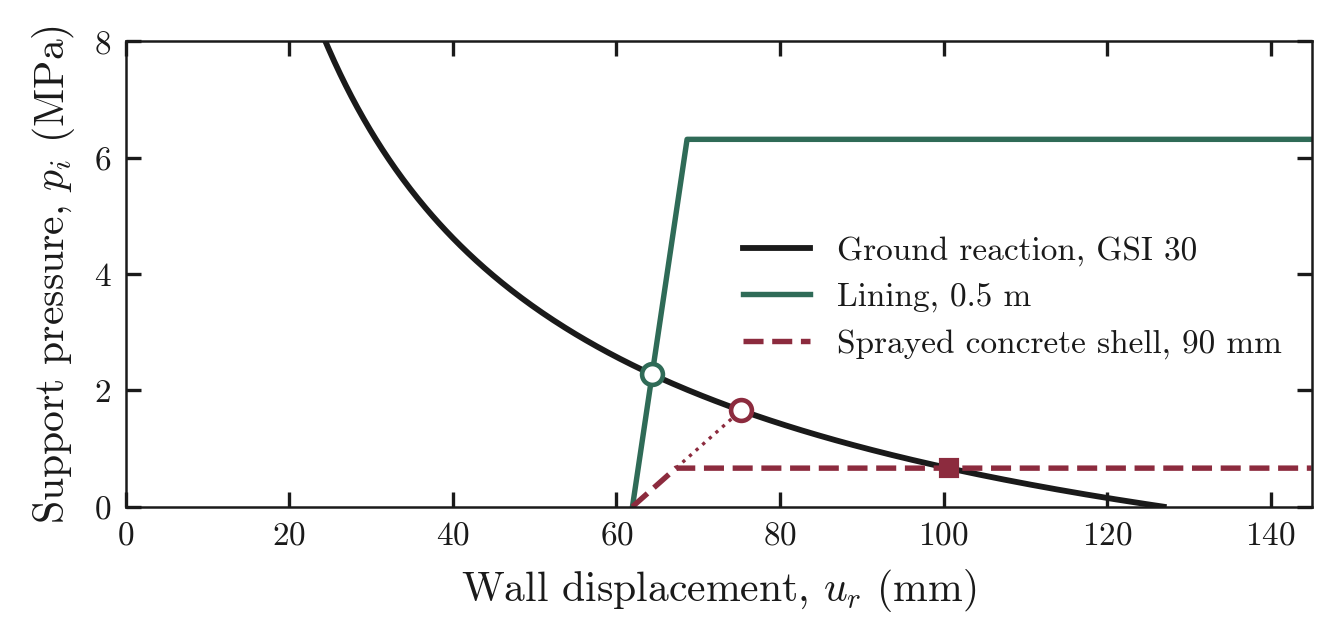 Support pressure, p_i (MPa)
8
6
4
2
0
Ground reaction, GSI 30
Lining, 0.5 m
Sprayed concrete shell, 90 mm
0 20 40 60 80 100 120 140
Wall displacement, u_r (mm)